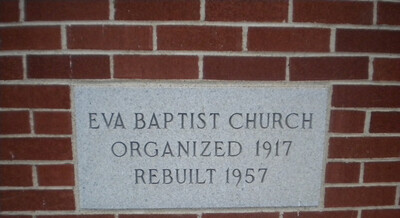 EVA BAPTIST CHURCH
ORGANIZED 1917
REBUILT 1957